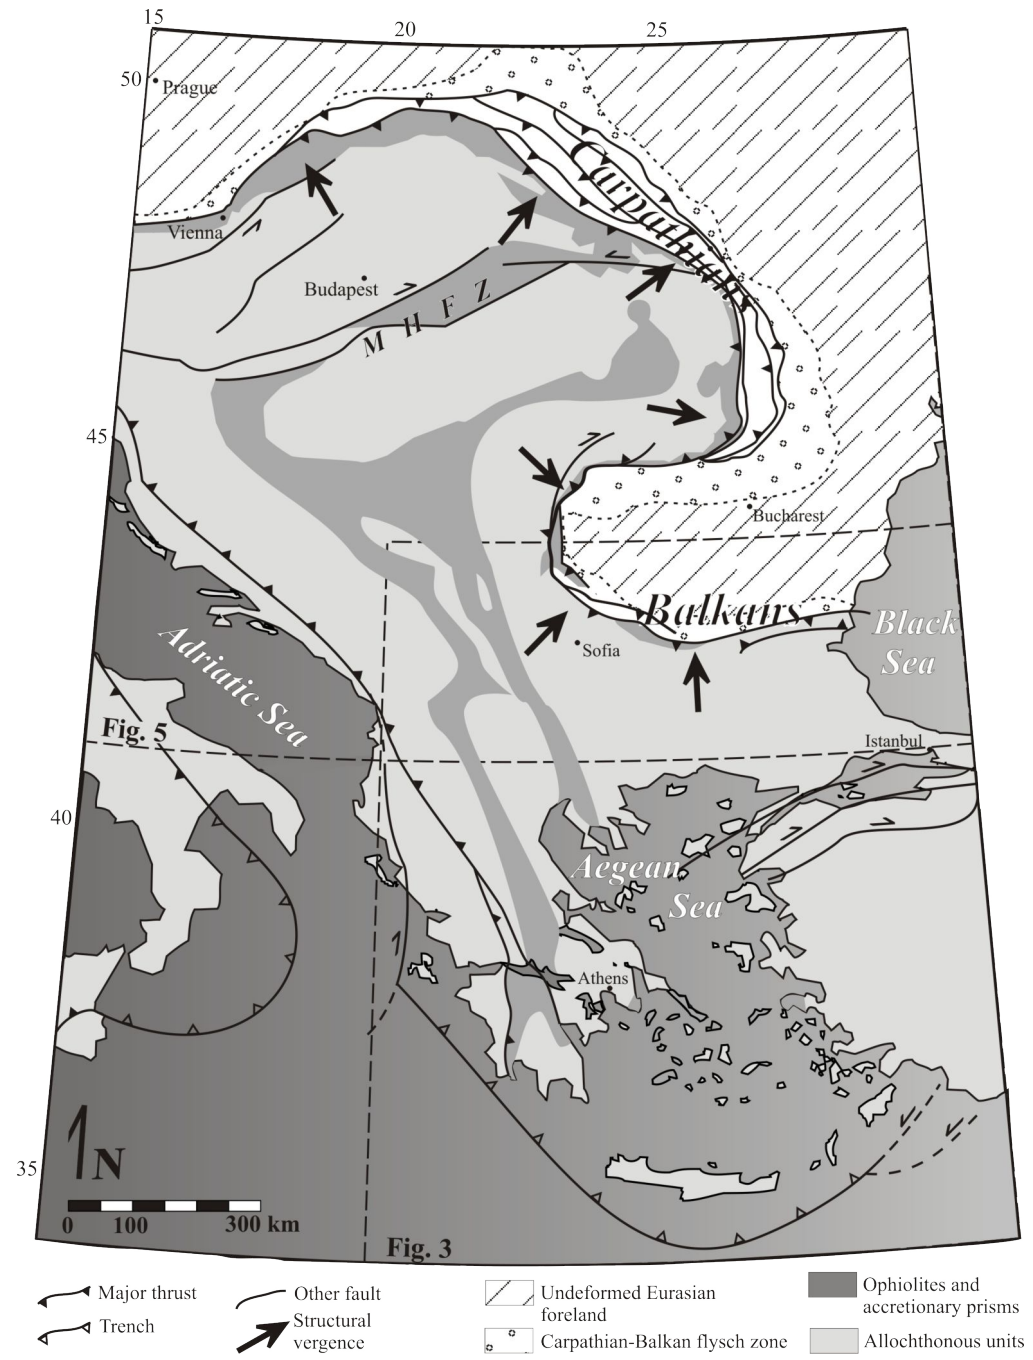 15
20
25
50
Prague
Carpathians
Vienna
Budapest
M H F Z
45
Bucharest
Balkans
Sofia
Black
Sea
Adriatic Sea
Fig. 5
Istanbul
40
Aegean
Sea
Athens
N
35
0 100 300 km
Fig. 3
Major thrust
Trench
Other fault
Structural
vergence
Undeformed Eurasian
foreland
Carpathian-Balkan flysch zone
Ophiolites and
accretionary prisms
Allochthonous units